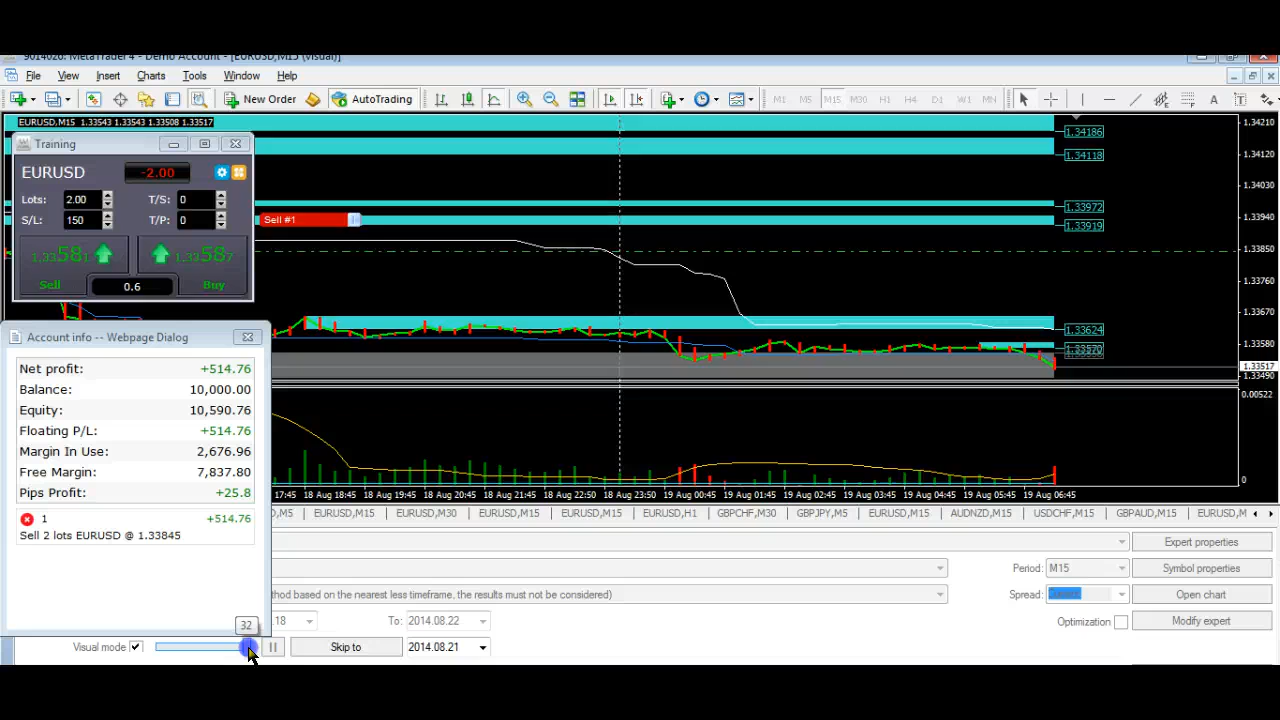 9014026: MetaTrader 4 - Demo Account - [EURUSD,M15 (visual)]
File View Insert Charts Tools Window Help
New Order AutoTrading M1 M5 M15 M30 H1 H4 D1 W1 MN A T
EURUSD,M15 1.33543 1.33543 1.33508 1.33517
1.34210
1.34186
Training
1.34120
1.34118
EURUSD -2.00
1.34030
Lots: 2.00 T/S: 0
1.33972
1.33940
S/L: 150 T/P: 0
Sell #1
1.33919
1.33850
1.33581 1.33587
Sell 0.6 Buy
1.33760
1.33670
1.33624
Account info -- Webpage Dialog
1.33580
1.33570
1.33517
1.33490
Net profit: +514.76
Balance: 10,000.00
0.00522
Equity: 10,590.76
Floating P/L: +514.76
Margin In Use: 2,676.96
Free Margin: 7,837.80
0
Pips Profit: +25.8
17:45 18 Aug 18:45 18 Aug 19:45 18 Aug 20:45 18 Aug 21:45 18 Aug 22:50 18 Aug 23:50 19 Aug 00:45 19 Aug 01:45 19 Aug 02:45 19 Aug 03:45 19 Aug 04:45 19 Aug 05:45 19 Aug 06:45
D,M5 EURUSD,M15 EURUSD,M30 EURUSD,M15 EURUSD,M15 EURUSD,H1 GBPCHF,M30 GBPJPY,M5 EURUSD,M15 AUDNZD,M15 USDCHF,M15 GBPAUD,M15 EURUSD,M
1 +514.76
Sell 2 lots EURUSD @ 1.33845
Expert properties
Period: M15 Symbol properties
thod based on the nearest less timeframe, the results must not be considered) Spread: Open chart
32
.18 To: 2014.08.22 Optimization Modify expert
Visual mode Skip to 2014.08.21